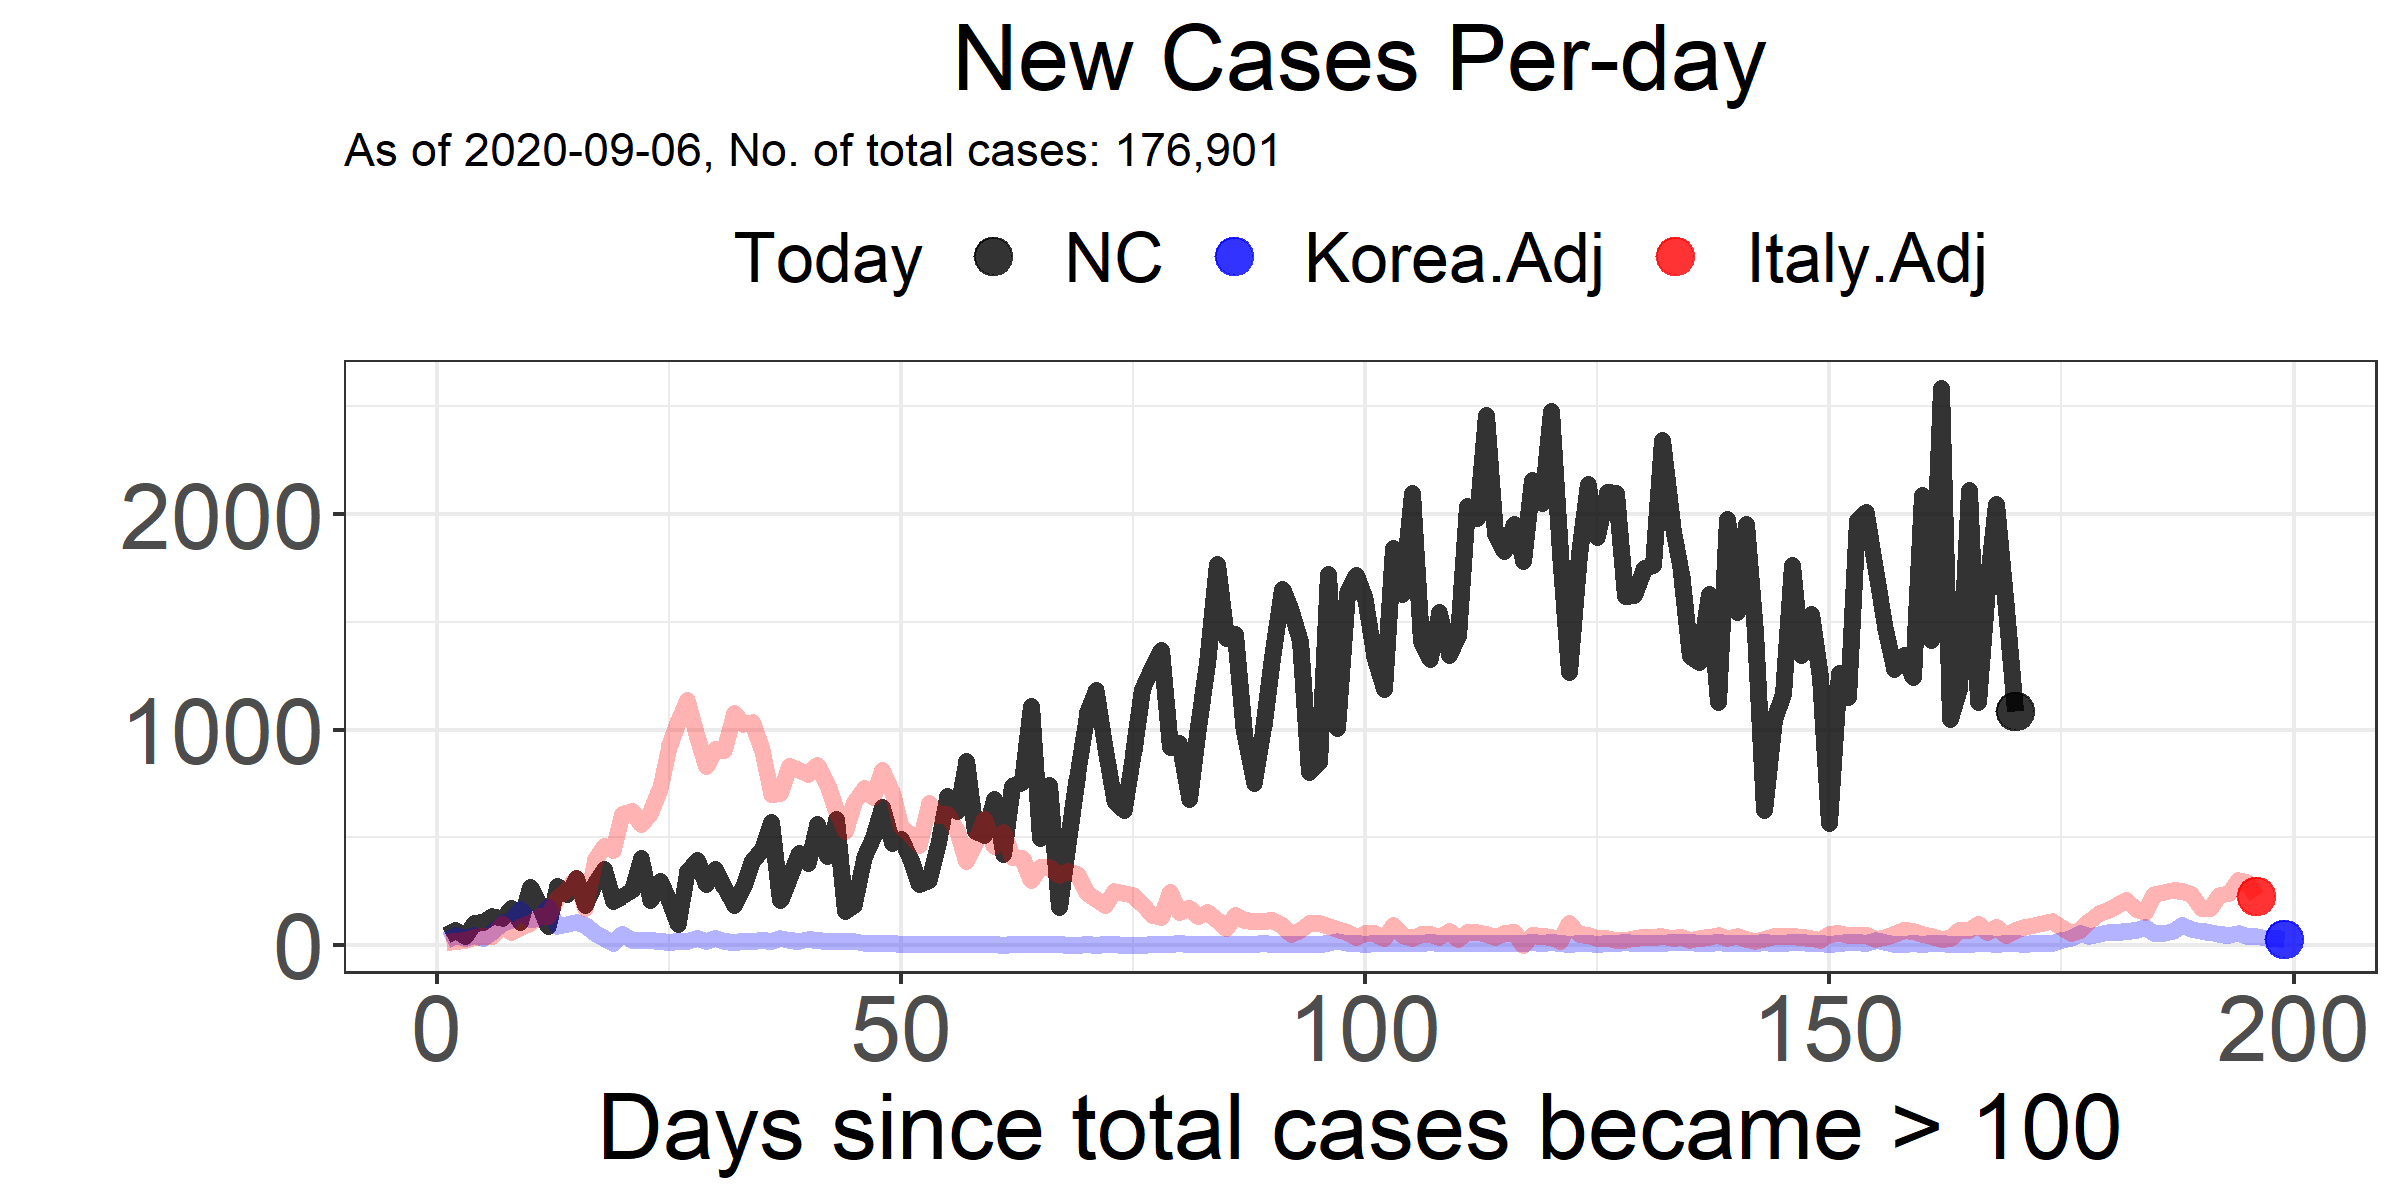 New Cases Per-day
As of 2020-09-06, No. of total cases: 176,901
Today NC Korea.Adj Italy.Adj
2000
1000
0
0 50 100 150 200
Days since total cases became > 100